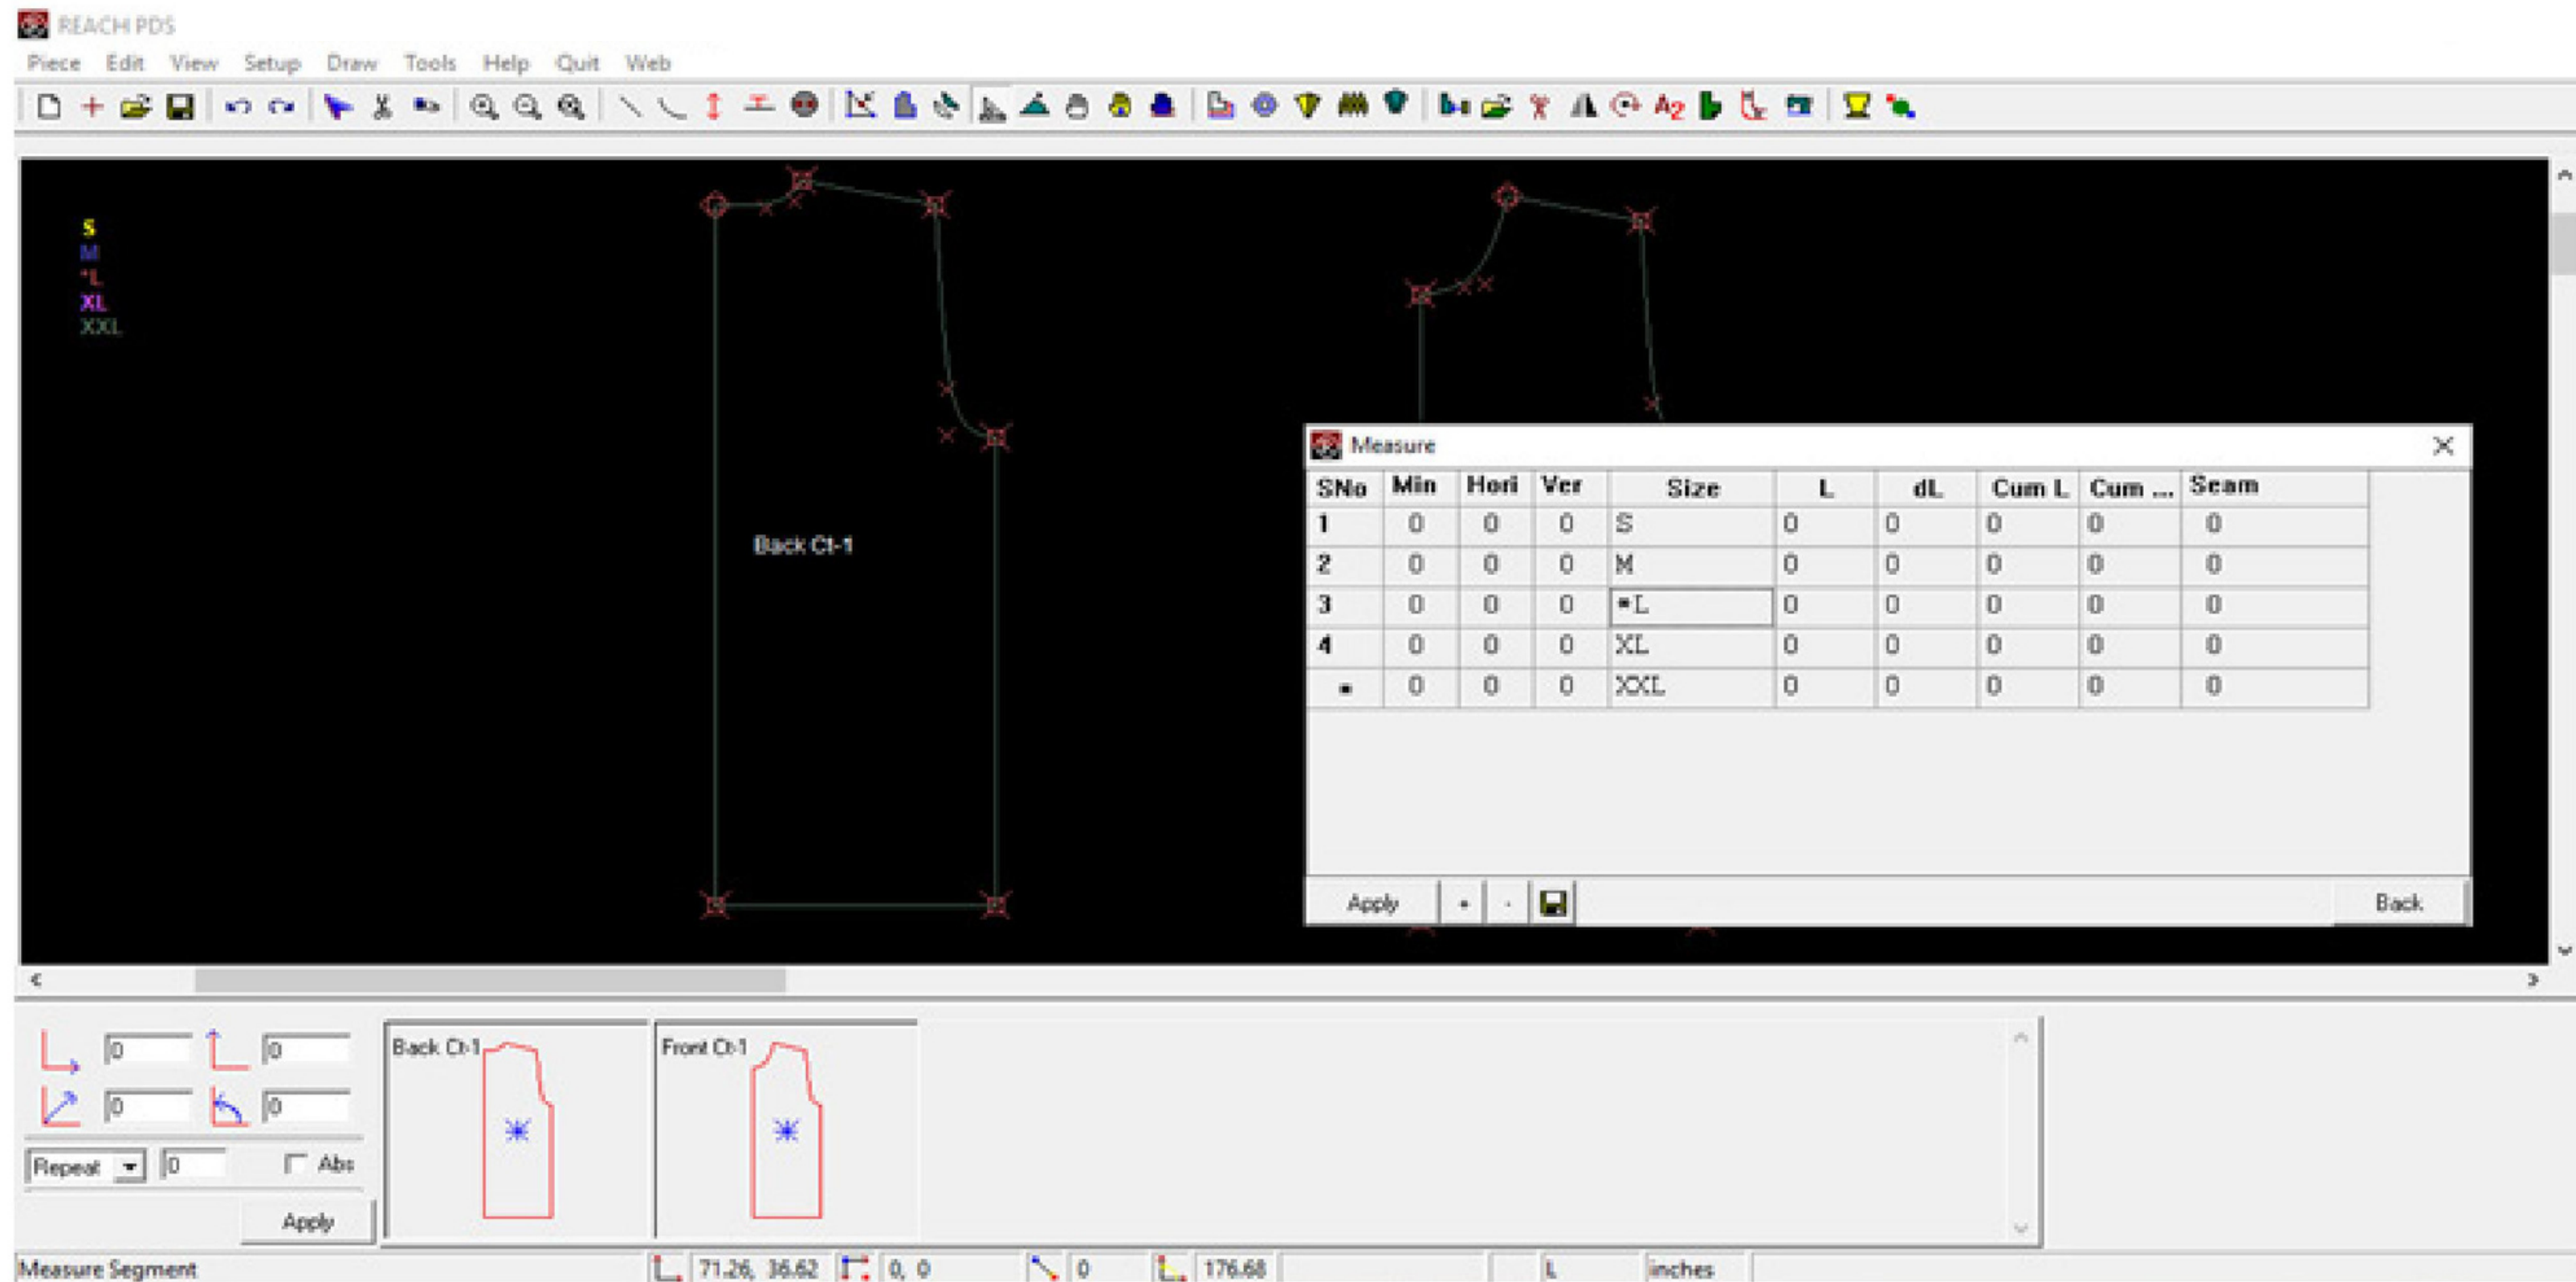 REACH PDS
Piece Edit View Setup Draw Tools Help Quit Web
S
M
*L
XL
XXL
Back Ct-1
Measure
SNo Min Hori Ver Size L dL Cum L Cum ... Seam
1 0 0 0 S 0 0 0 0 0
2 0 0 0 M 0 0 0 0 0
3 0 0 0 *L 0 0 0 0 0
4 0 0 0 XL 0 0 0 0 0
* 0 0 0 XXL 0 0 0 0 0
Apply + - Back
0 0
0 0
Repeat 0 Abs
Apply
Back Ct-1
Front Ct-1
Measure Segment 71.26, 36.62 0, 0 0 176.68 L inches